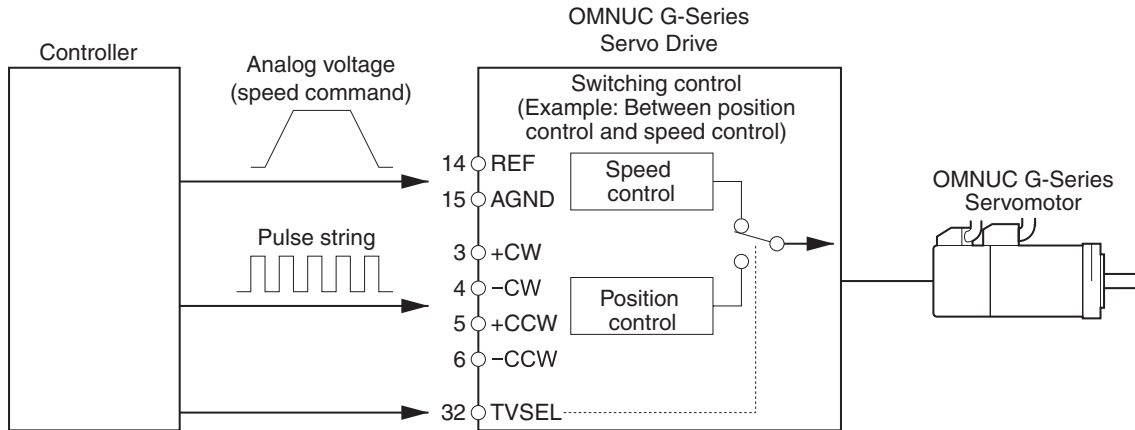 OMNUC G-Series
Servo Drive
Controller
Analog voltage
(speed command)
Switching control
(Example: Between position
control and speed control)
14 REF
15 AGND
Speed
control
OMNUC G-Series
Servomotor
Pulse string
3 +CW
4 −CW
5 +CCW
6 −CCW
Position
control
32 TVSEL